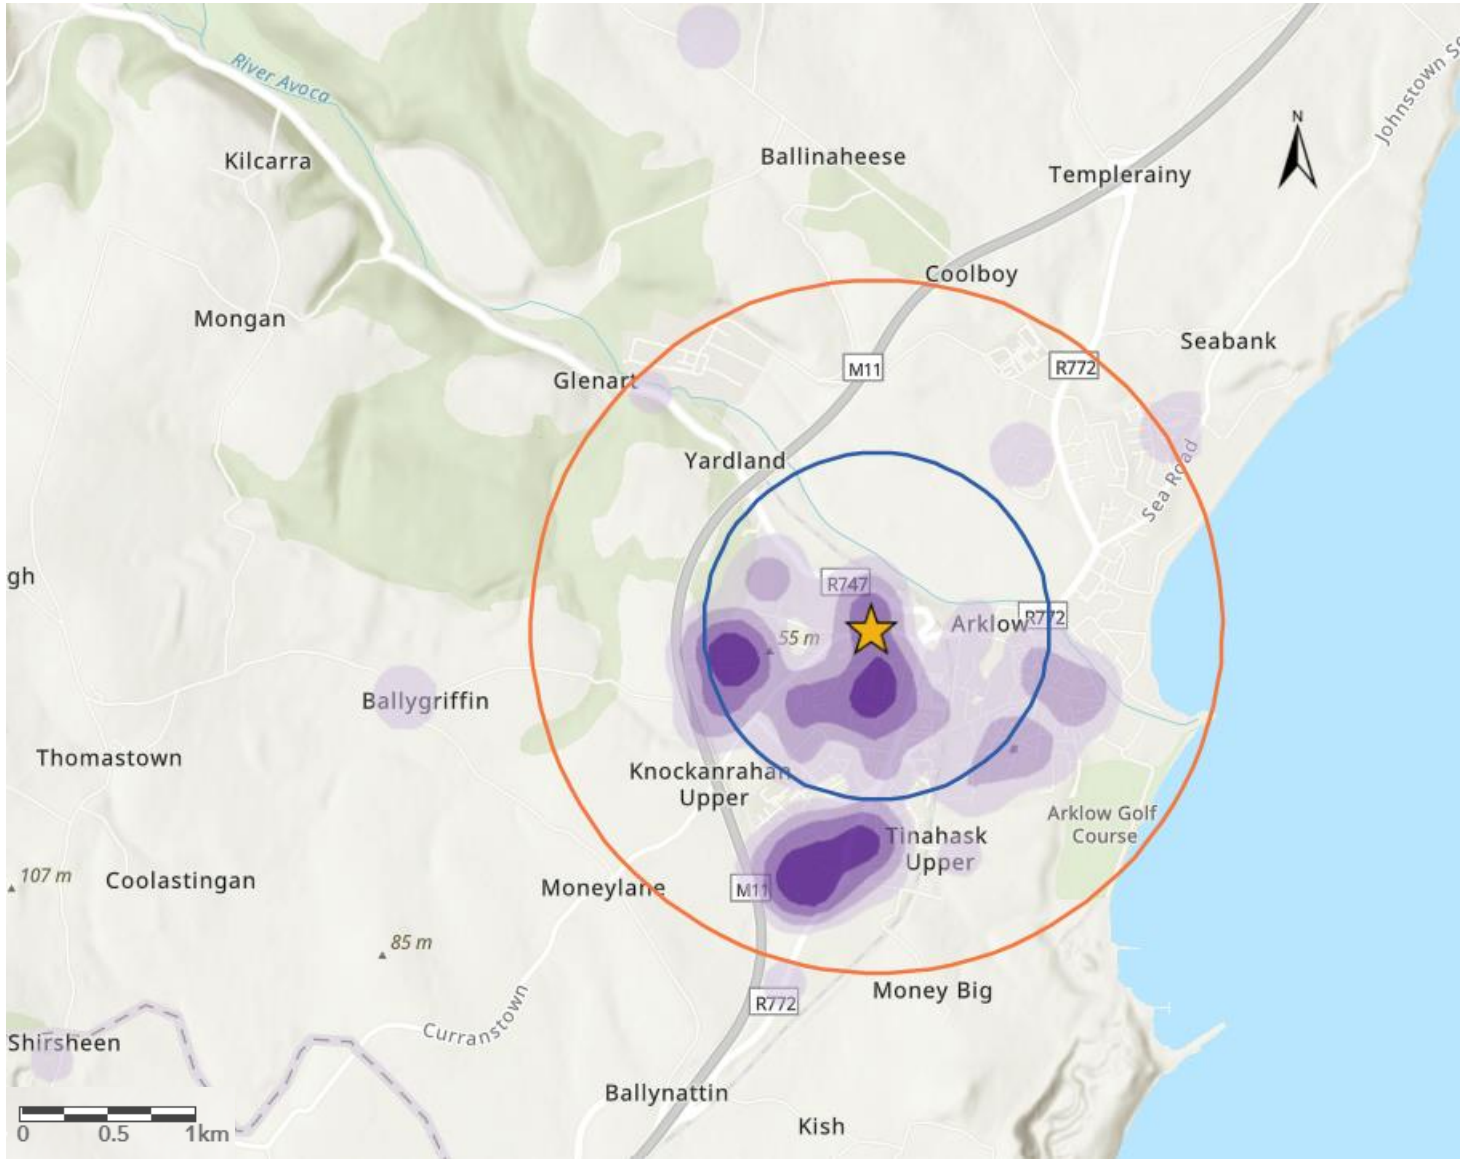 River Avoca
Johnstown
N
Kilcarra
Ballinaheese
Templerainy
Coolboy
Mongan
Seabank
Glenart
M11
R772
Yardland
Sea Road
gh
R747
Arklow
R772
55 m
Ballygriffin
Thomastown
Knockanrahan
Upper
Arklow Golf
Course
Tinahask
Upper
107 m
Coolastingan
Moneylane
M11
85 m
Money Big
R772
Curranstown
Shirsheen
Ballynattin
Kish
0 0.5 1km